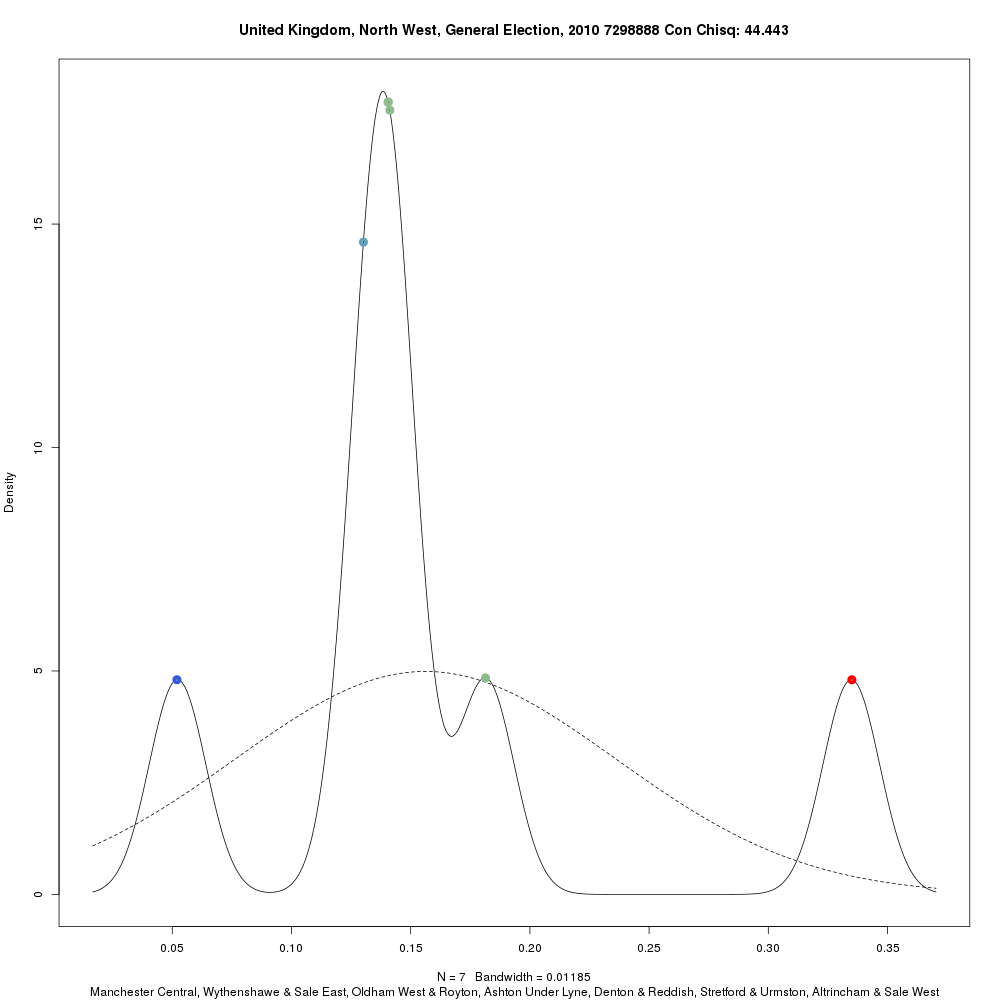 United Kingdom, North West, General Election, 2010 7298888 Con Chisq: 44.443
Density
15
10
5
0
0.05 0.10 0.15 0.20 0.25 0.30 0.35
N = 7 Bandwidth = 0.01185
Manchester Central, Wythenshawe & Sale East, Oldham West & Royton, Ashton Under Lyne, Denton & Reddish, Stretford & Urmston, Altrincham & Sale West